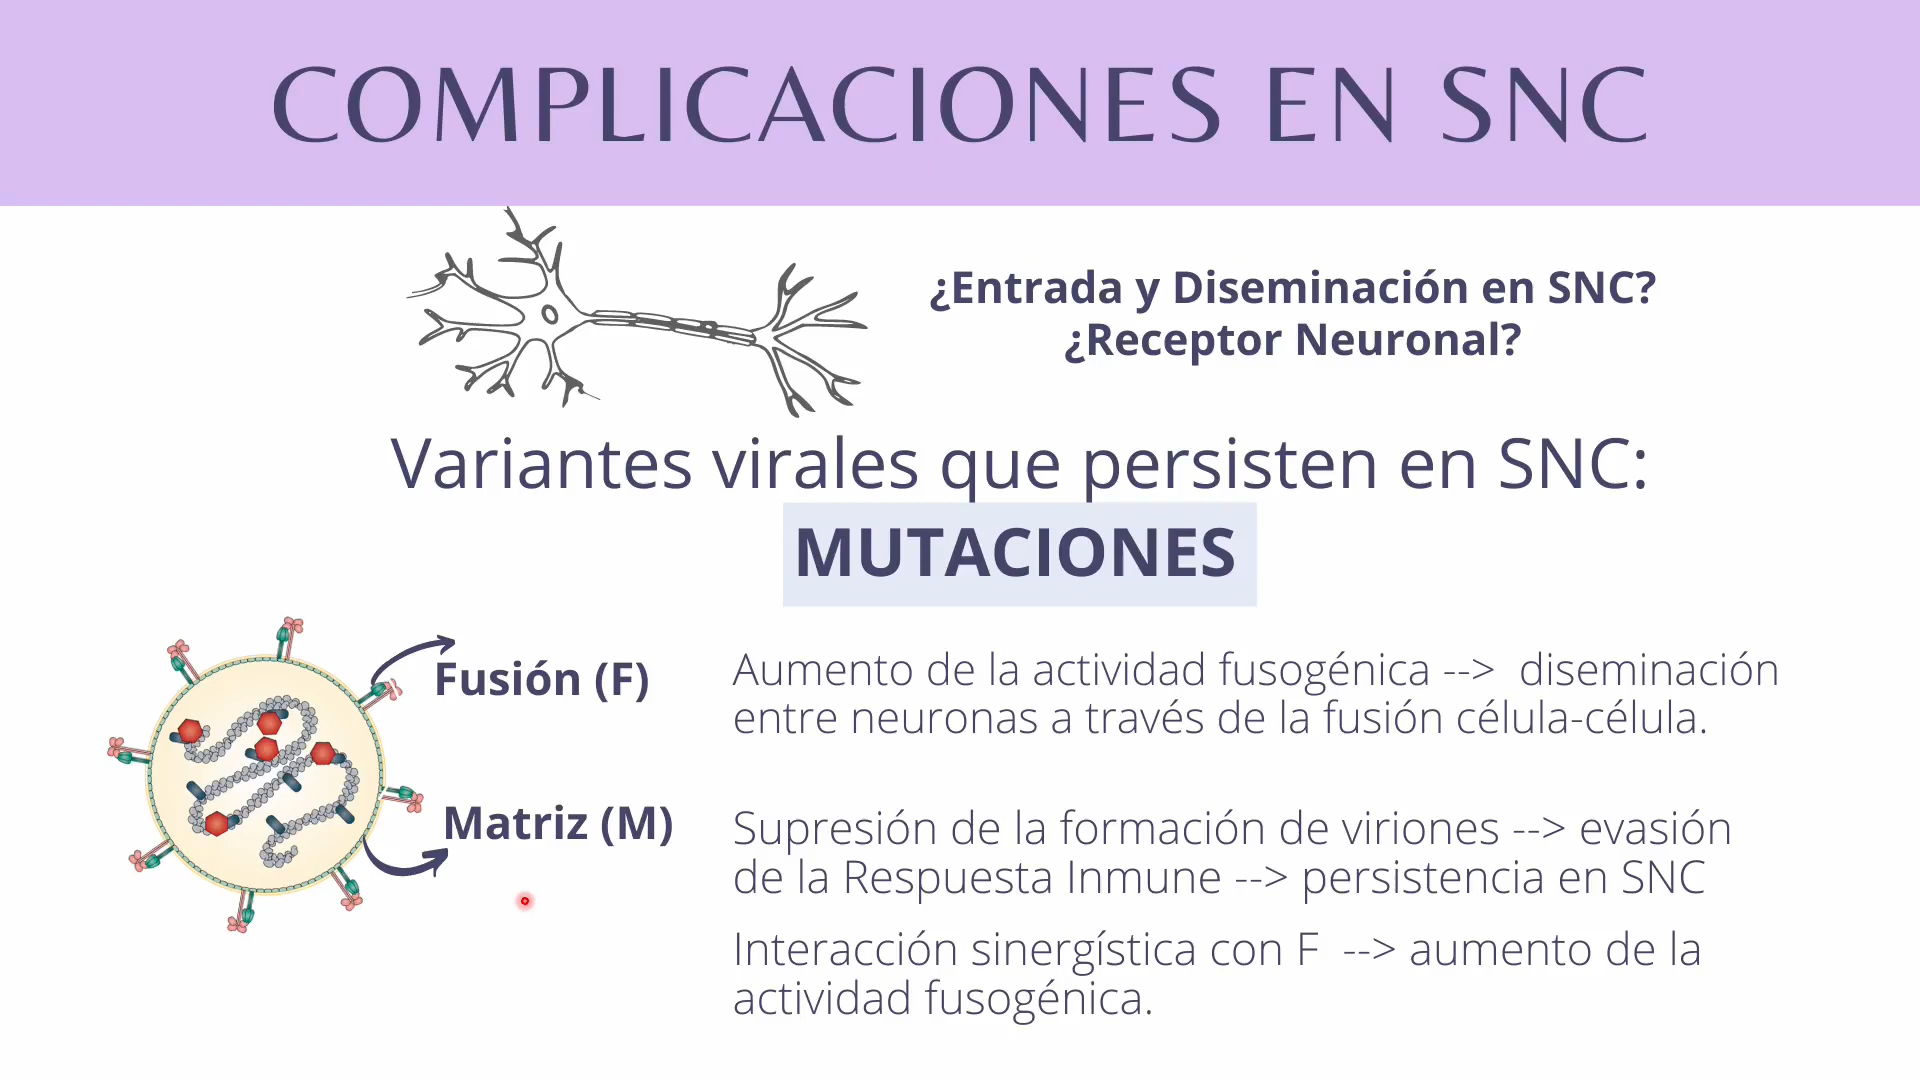 COMPLICACIONES EN SNC
¿Entrada y Diseminación en SNC?
¿Receptor Neuronal?
Variantes virales que persisten en SNC:
MUTACIONES
Fusión (F)
Aumento de la actividad fusogénica --> diseminación
entre neuronas a través de la fusión célula-célula.
Matriz (M)
Supresión de la formación de viriones --> evasión
de la Respuesta Inmune --> persistencia en SNC
Interacción sinergística con F --> aumento de la
actividad fusogénica.